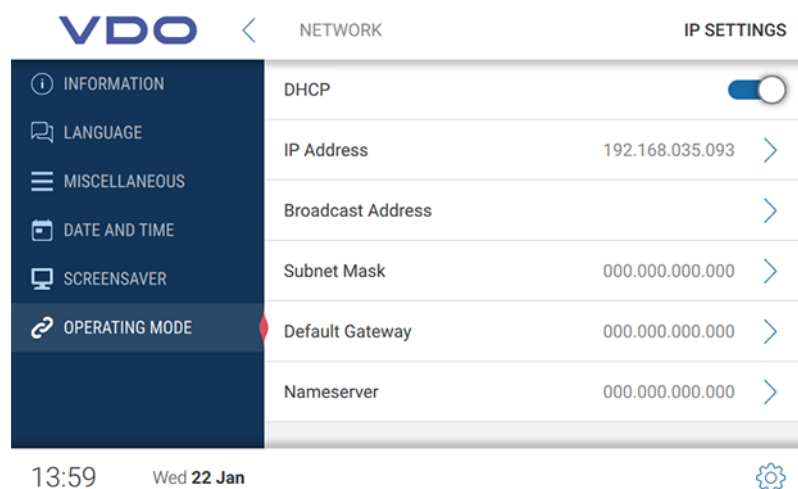 VDO NETWORK IP SETTINGS
INFORMATION
LANGUAGE
MISCELLANEOUS
DATE AND TIME
SCREENSAVER
OPERATING MODE
DHCP
IP Address 192.168.035.093
Broadcast Address
Subnet Mask 000.000.000.000
Default Gateway 000.000.000.000
Nameserver 000.000.000.000
13:59 Wed 22 Jan